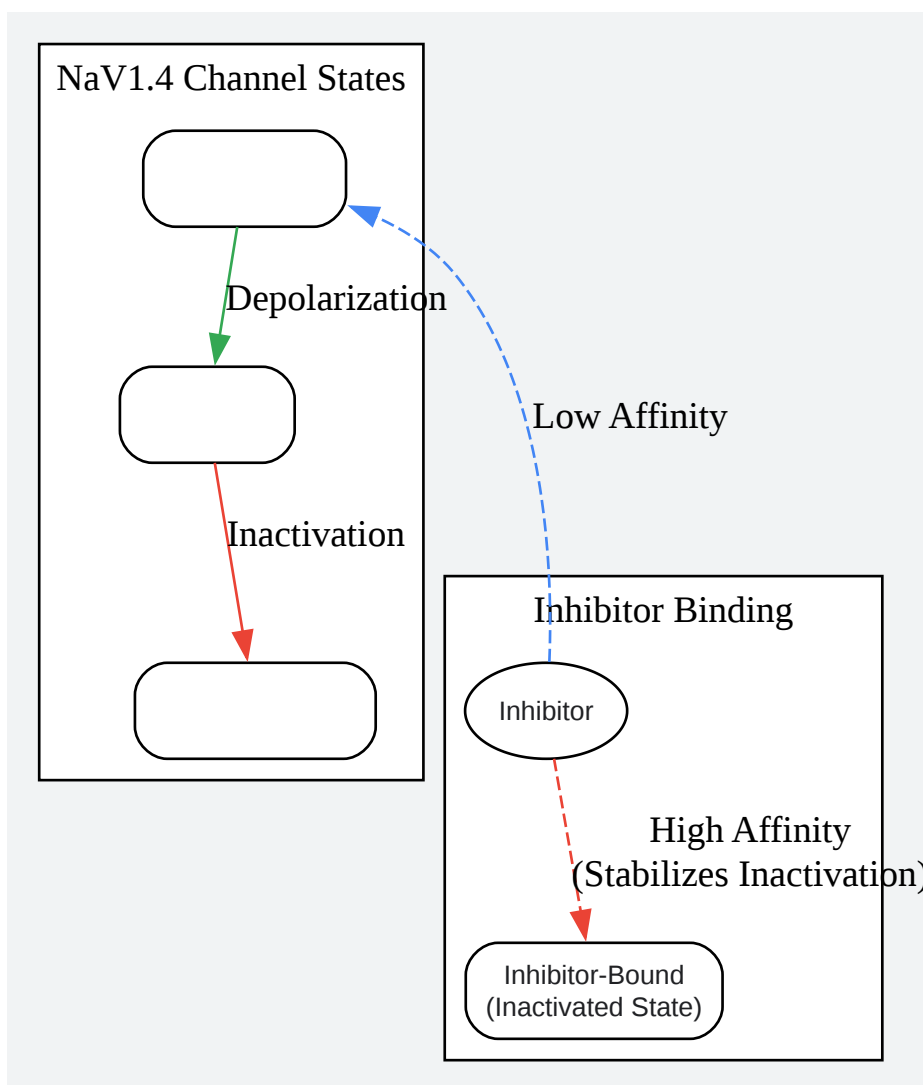 NaV1.4 Channel States
Depolarization
Low Affinity
Inactivation
Inhibitor Binding
Inhibitor
High Affinity
(Stabilizes Inactivation)
Inhibitor-Bound
(Inactivated State)